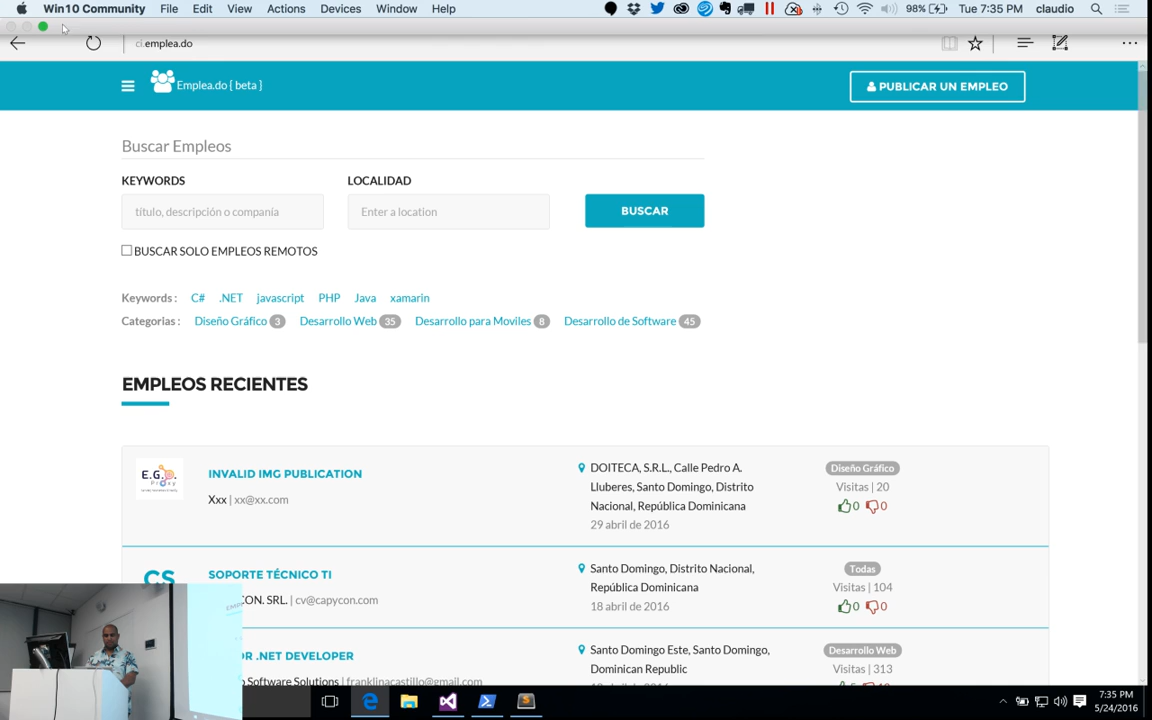 Win10 Community File Edit View Actions Devices Window Help 98% Tue 7:35 PM claudio
ci.emplea.do
Emplea.do { beta }
PUBLICAR UN EMPLEO
Buscar Empleos
KEYWORDS LOCALIDAD
título, descripción o companía Enter a location BUSCAR
BUSCAR SOLO EMPLEOS REMOTOS
Keywords : C# .NET javascript PHP Java xamarin
Categorias : Diseño Gráfico 3 Desarrollo Web 35 Desarrollo para Moviles 8 Desarrollo de Software 45
EMPLEOS RECIENTES
E.G.O.
Proxy
INVALID IMG PUBLICATION
Xxx | xx@xx.com
DOITECA, S.R.L., Calle Pedro A.
Lluberes, Santo Domingo, Distrito
Nacional, República Dominicana
29 abril de 2016
Diseño Gráfico
Visitas | 20
0 0
CS
SOPORTE TÉCNICO TI
CON. SRL. | cv@capycon.com
Santo Domingo, Distrito Nacional,
República Dominicana
18 abril de 2016
Todas
Visitas | 104
0 0
OR .NET DEVELOPER
Software Solutions | franklinacastillo@gmail.com
Santo Domingo Este, Santo Domingo,
Dominican Republic
Desarrollo Web
Visitas | 313
7:35 PM
5/24/2016